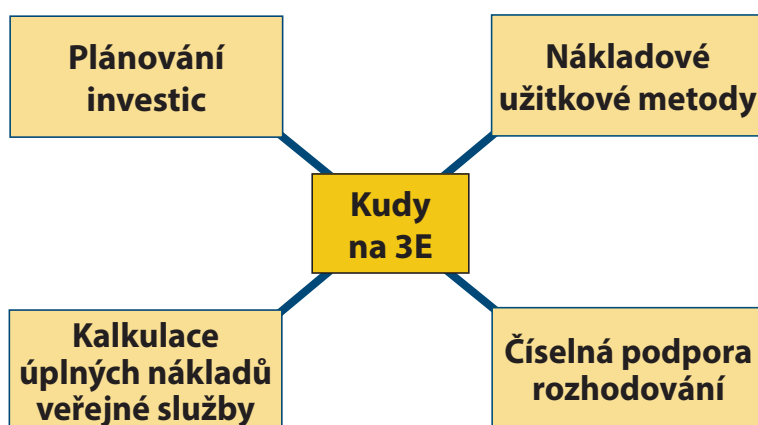 Plánování
investic
Nákladové
užitkové metody
Kudy
na 3E
Kalkulace
úplných nákladů
veřejné služby
Číselná podpora
rozhodování